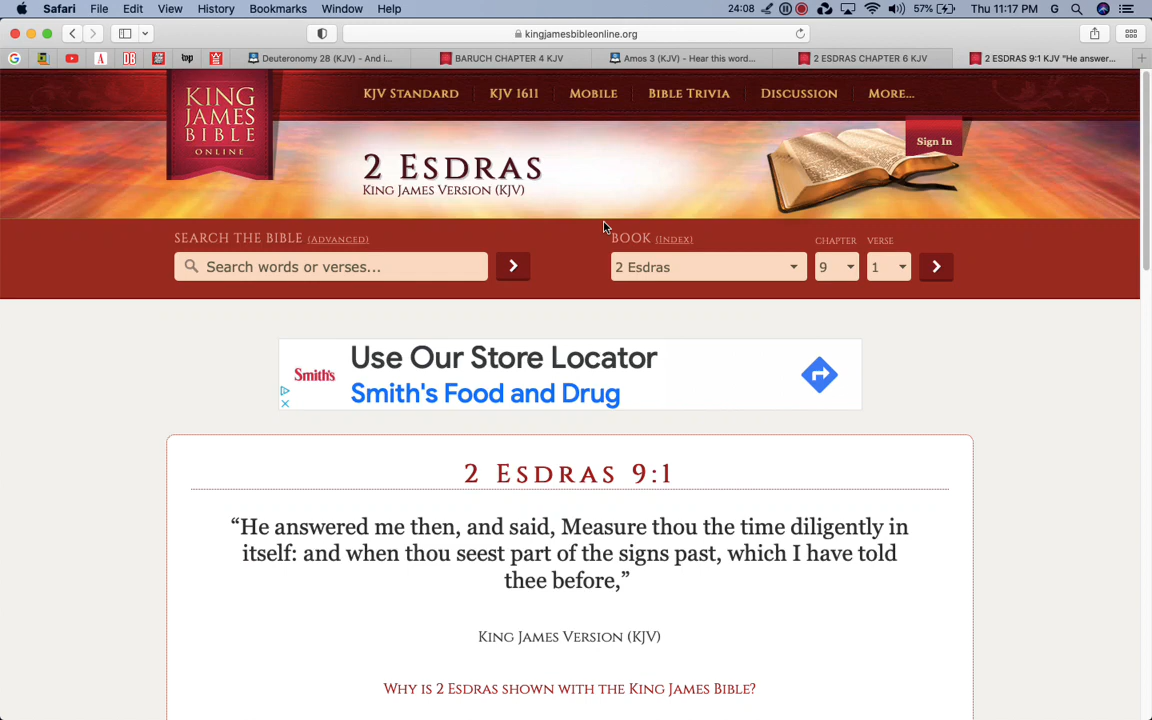 Safari File Edit View History Bookmarks Window Help 24:08 57% Thu 11:17 PM G
kingjamesbibleonline.org
G A DB top Deuteronomy 28 (KJV) - And i... BARUCH CHAPTER 4 KJV Amos 3 (KJV) - Hear this word... 2 ESDRAS CHAPTER 6 KJV 2 ESDRAS 9:1 KJV "He answer...
KING
JAMES
BIBLE
ONLINE
KJV STANDARD KJV 1611 MOBILE BIBLE TRIVIA DISCUSSION MORE...
Sign In
2 ESDRAS
KING JAMES VERSION (KJV)
SEARCH THE BIBLE (ADVANCED) BOOK (INDEX) CHAPTER VERSE
Search words or verses... 2 Esdras 9 1
Smith's
Use Our Store Locator
Smith's Food and Drug
2 ESDRAS 9:1
“He answered me then, and said, Measure thou the time diligently in
itself: and when thou seest part of the signs past, which I have told
thee before,”
KING JAMES VERSION (KJV)
WHY IS 2 ESDRAS SHOWN WITH THE KING JAMES BIBLE?